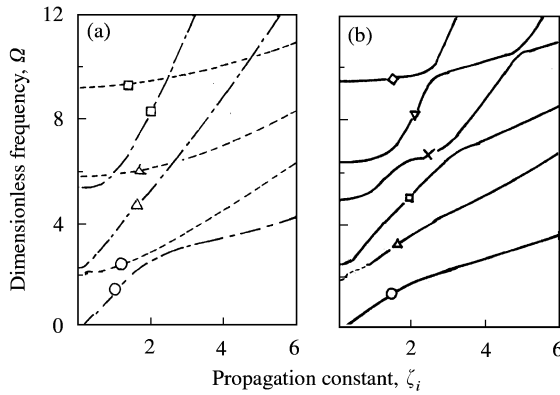 12
(a)
(b)
8
4
0
2
4
6
2
4
6
Dimensionless frequency, Ω
Propagation constant, ζi